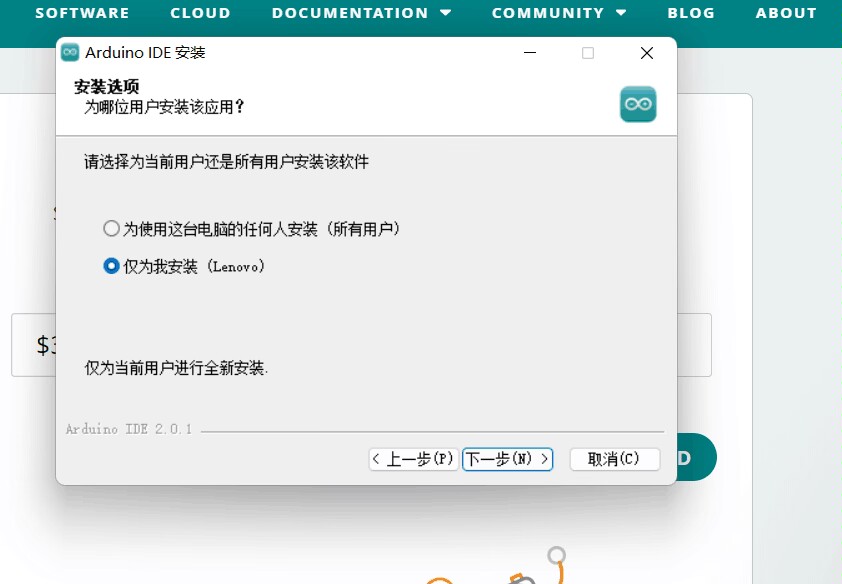 SOFTWARE CLOUD DOCUMENTATION COMMUNITY BLOG ABOUT
Arduino IDE 安装
安装选项
为哪位用户安装该应用？
请选择为当前用户还是所有用户安装该软件
为使用这台电脑的任何人安装（所有用户）
仅为我安装（Lenovo）
$3
仅为当前用户进行全新安装.
Arduino IDE 2.0.1
< 上一步(P) 下一步(N) > 取消(C)
D